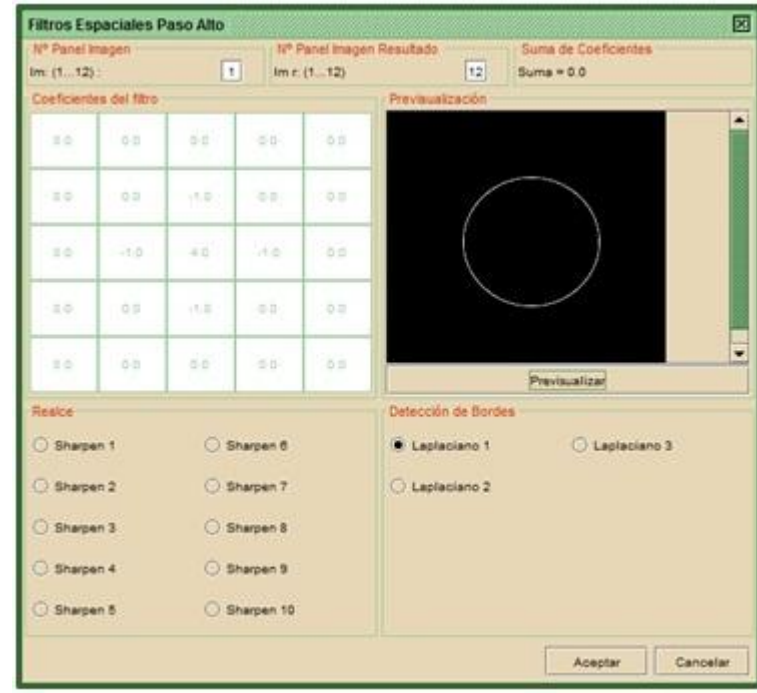 Filtros Espaciales Paso Alto
Nº Panel Imagen
Im: (1...12) : 1
Nº Panel Imagen Resultado
Im r: (1...12) 12
Suma de Coeficientes
Suma = 0.0
Coeficientes del filtro
0.0 0.0 0.0 0.0 0.0
0.0 0.0 -1.0 0.0 0.0
0.0 -1.0 4.0 -1.0 0.0
0.0 0.0 -1.0 0.0 0.0
0.0 0.0 0.0 0.0 0.0
Previsualización
Previsualizar
Realce
Sharpen 1 Sharpen 6
Sharpen 2 Sharpen 7
Sharpen 3 Sharpen 8
Sharpen 4 Sharpen 9
Sharpen 5 Sharpen 10
Detección de Bordes
Laplaciano 1 Laplaciano 3
Laplaciano 2
Aceptar Cancelar